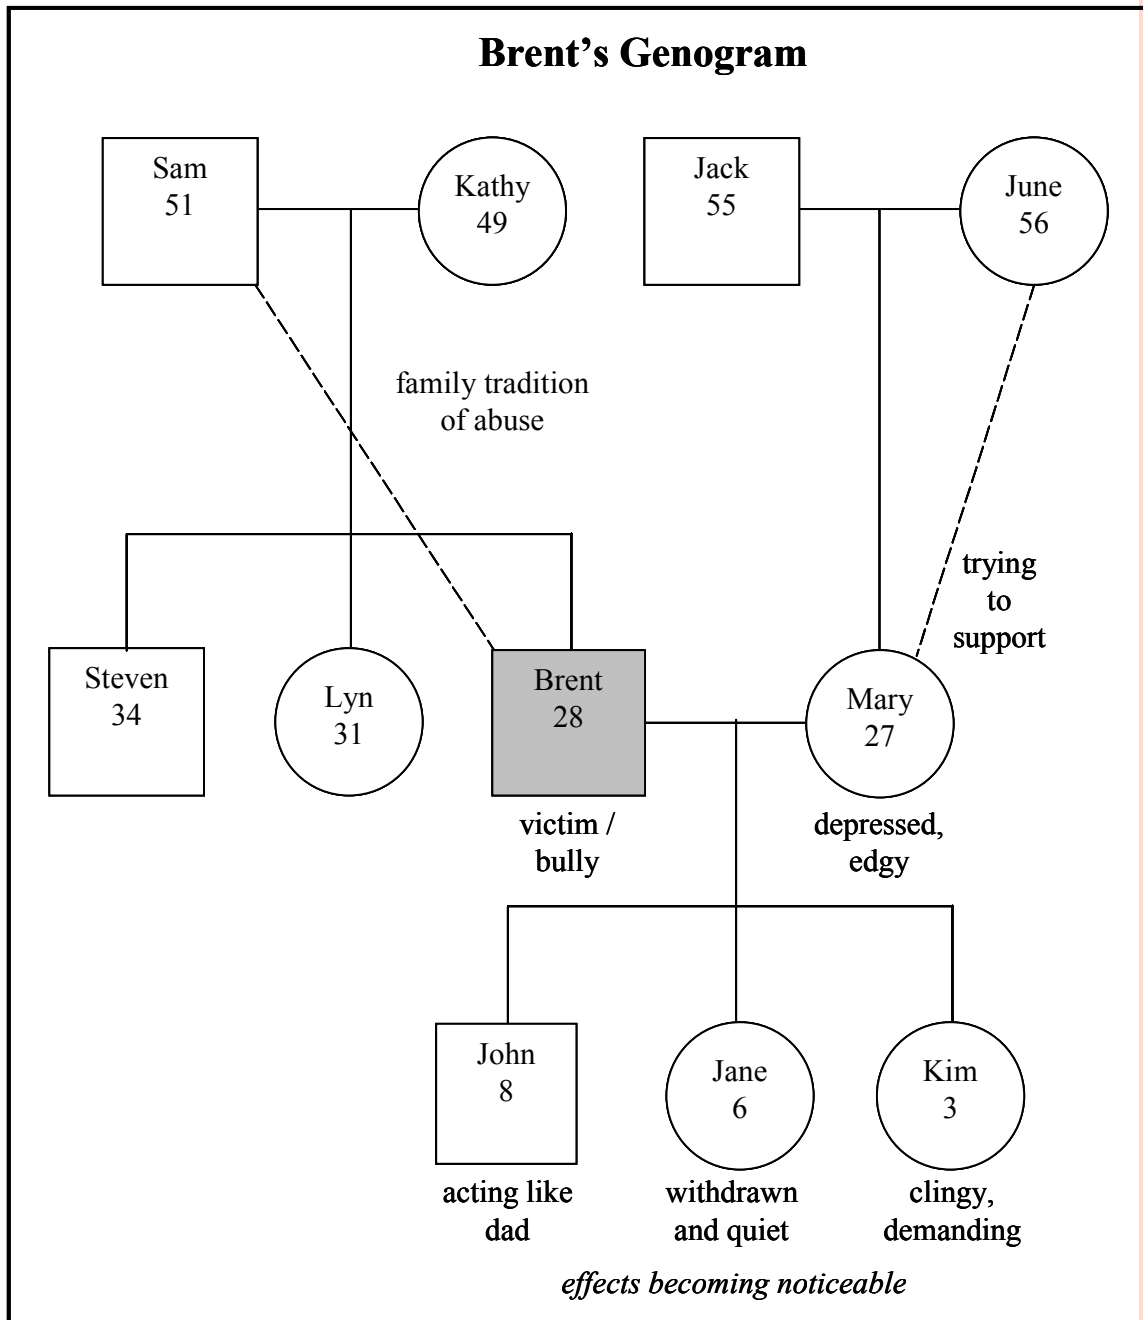 Brent’s Genogram
Sam
51
Kathy
49
Jack
55
June
56
family tradition
of abuse
trying
to
support
Steven
34
Lyn
31
Brent
28
Mary
27
victim /
bully
depressed,
edgy
John
8
Jane
6
Kim
3
acting like
dad
withdrawn
and quiet
clingy,
demanding
effects becoming noticeable